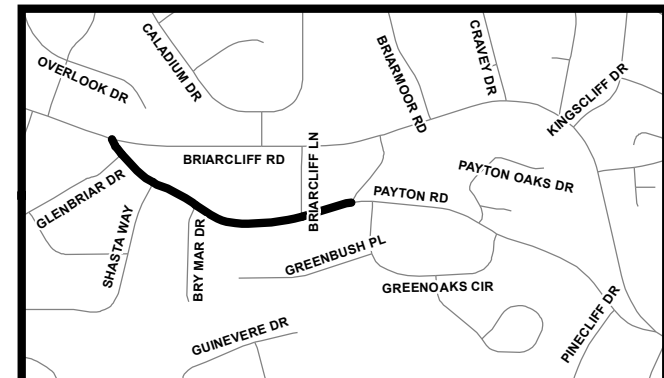 OVERLOOK DR
CALADIUM DR
BRIARMOOR RD
CRAVEY DR
KINGSCLIFF DR
BRIARCLIFF RD
BRIARCLIFF LN
GLENBRIAR DR
SHASTA WAY
BRY MAR DR
PAYTON RD
PAYTON OAKS DR
GREENBUSH PL
GREENOAKS CIR
GUINEVERE DR
PINECLIFF DR